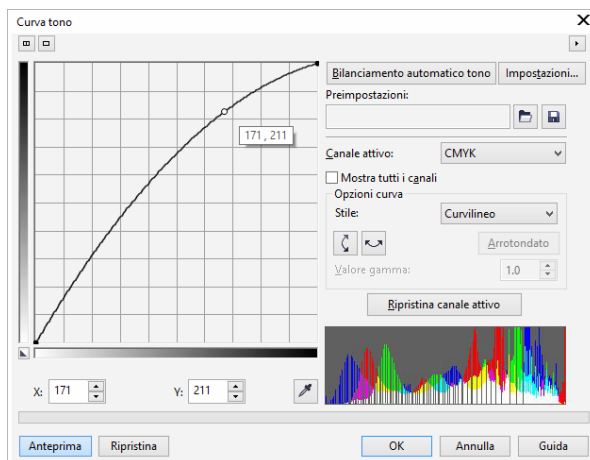 Curva tono
Bilanciamento automatico tono
Impostazioni...
Preimpostazioni:
171 , 211
Canale attivo:
CMYK
Mostra tutti i canali
Opzioni curva
Stile:
Curvilineo
Arrotondato
Valore gamma:
1.0
Ripristina canale attivo
X: 171
Y: 211
Anteprima
Ripristina
OK
Annulla
Guida